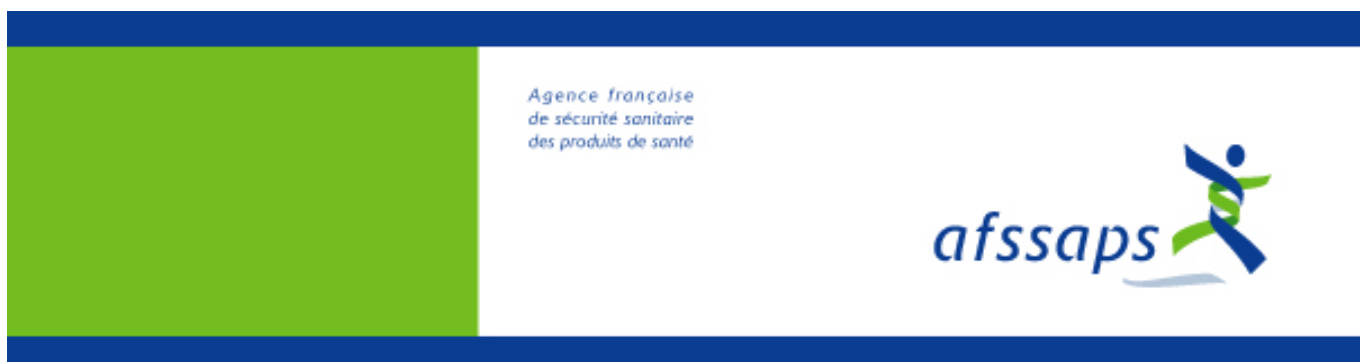 Agence française
de sécurité sanitaire
des produits de santé
afssaps